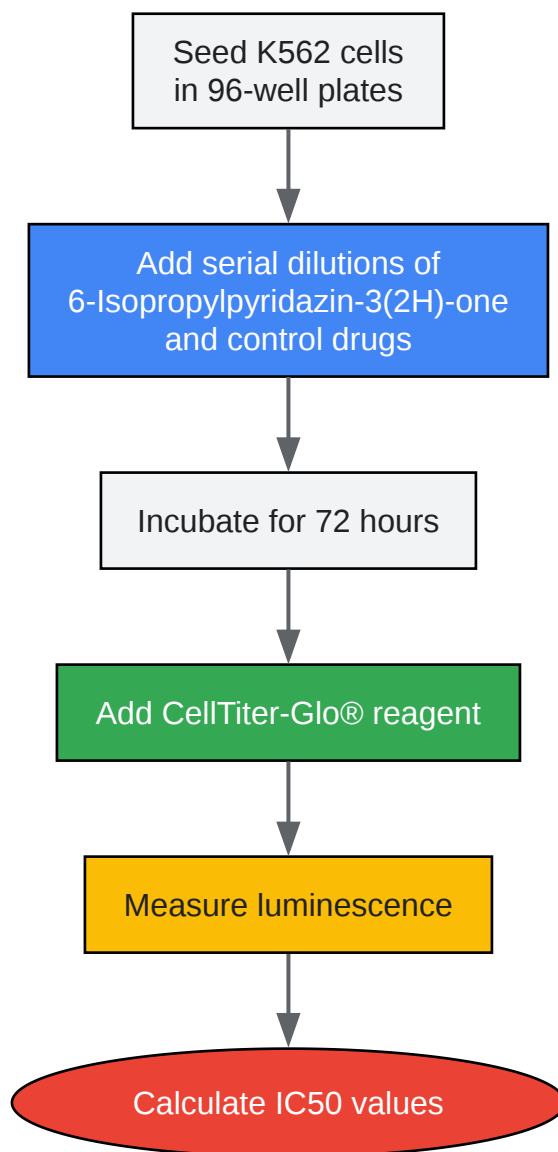 Seed K562 cells
in 96-well plates
Add serial dilutions of
6-Isopropylpyridazin-3(2H)-one
and control drugs
Incubate for 72 hours
Add CellTiter-Glo® reagent
Measure luminescence
Calculate IC50 values